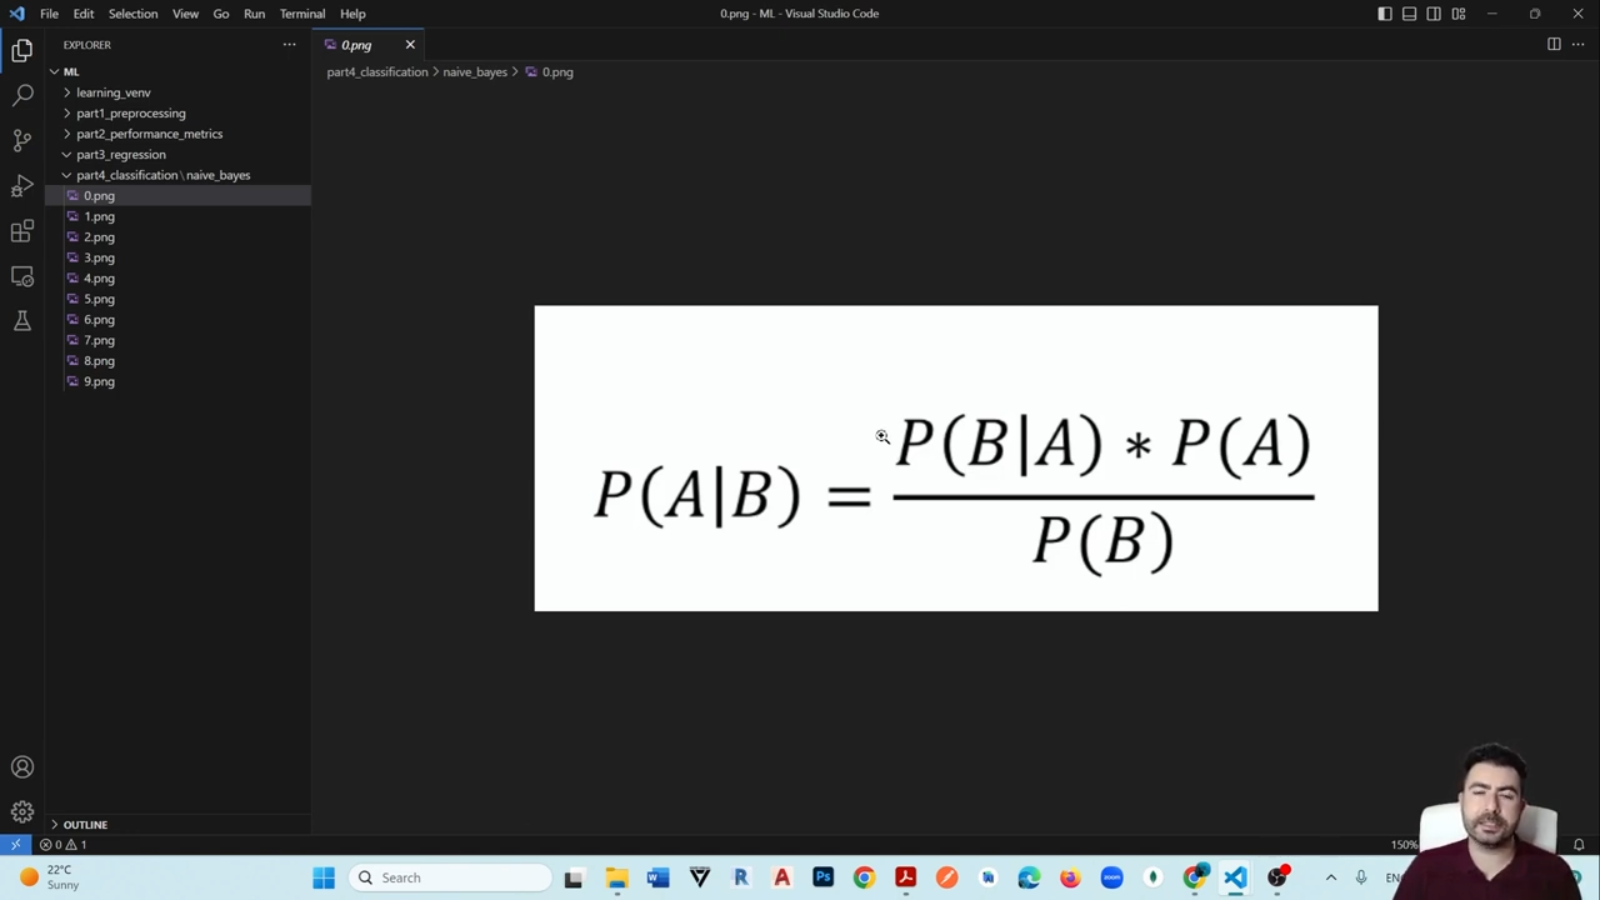 File Edit Selection View Go Run Terminal Help
0.png - ML - Visual Studio Code
EXPLORER
0.png
part4_classification > naive_bayes > 0.png
ML
learning_venv
part1_preprocessing
part2_performance_metrics
part3_regression
part4_classification \ naive_bayes
0.png
1.png
2.png
3.png
4.png
5.png
6.png
7.png
8.png
9.png
P(A|B) = P(B|A) * P(A)
P(B)
OUTLINE
0 1
150%
22°C
Sunny
Search
Ps
zoom